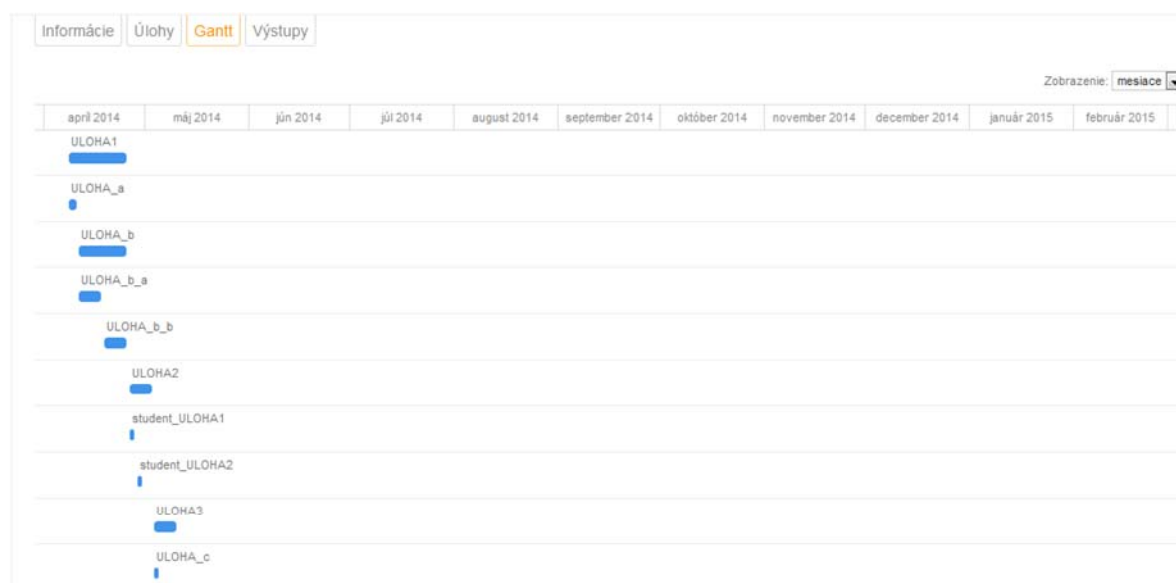 Informácie Úlohy Gantt Výstupy
Zobrazenie: mesiace
apríl 2014 máj 2014 jún 2014 júl 2014 august 2014 september 2014 október 2014 november 2014 december 2014 január 2015 február 2015
ULOHA1
ULOHA_a
ULOHA_b
ULOHA_b_a
ULOHA_b_b
ULOHA2
student_ULOHA1
student_ULOHA2
ULOHA3
ULOHA_c